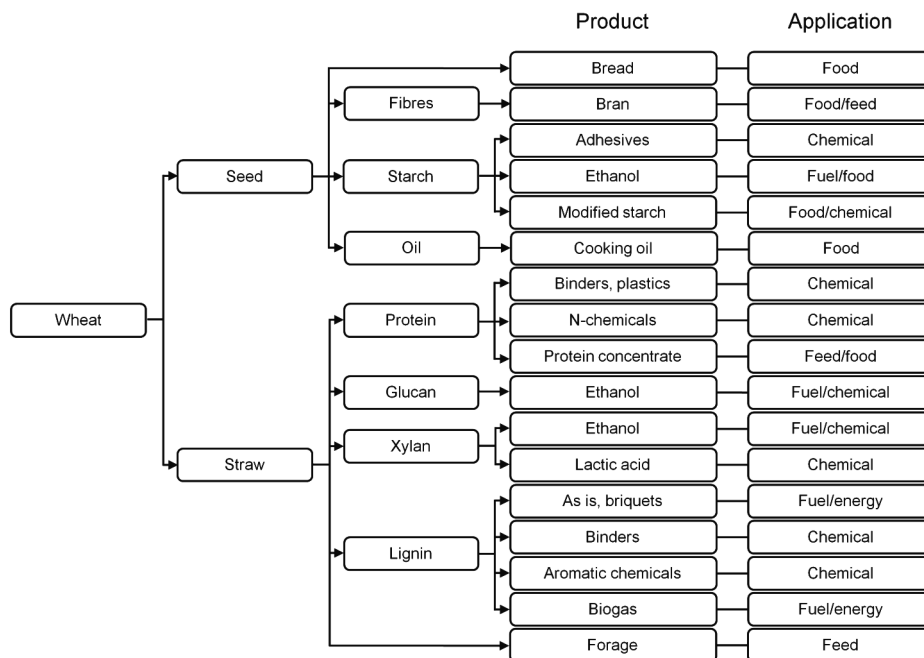 Product Application
Bread Food
Fibres Bran Food/feed
Adhesives Chemical
Seed Starch Ethanol Fuel/food
Modified starch Food/chemical
Oil Cooking oil Food
Binders, plastics Chemical
Wheat Protein N-chemicals Chemical
Protein concentrate Feed/food
Glucan Ethanol Fuel/chemical
Ethanol Fuel/chemical
Xylan
Straw Lactic acid Chemical
As is, briquets Fuel/energy
Binders Chemical
Lignin
Aromatic chemicals Chemical
Biogas Fuel/energy
Forage Feed